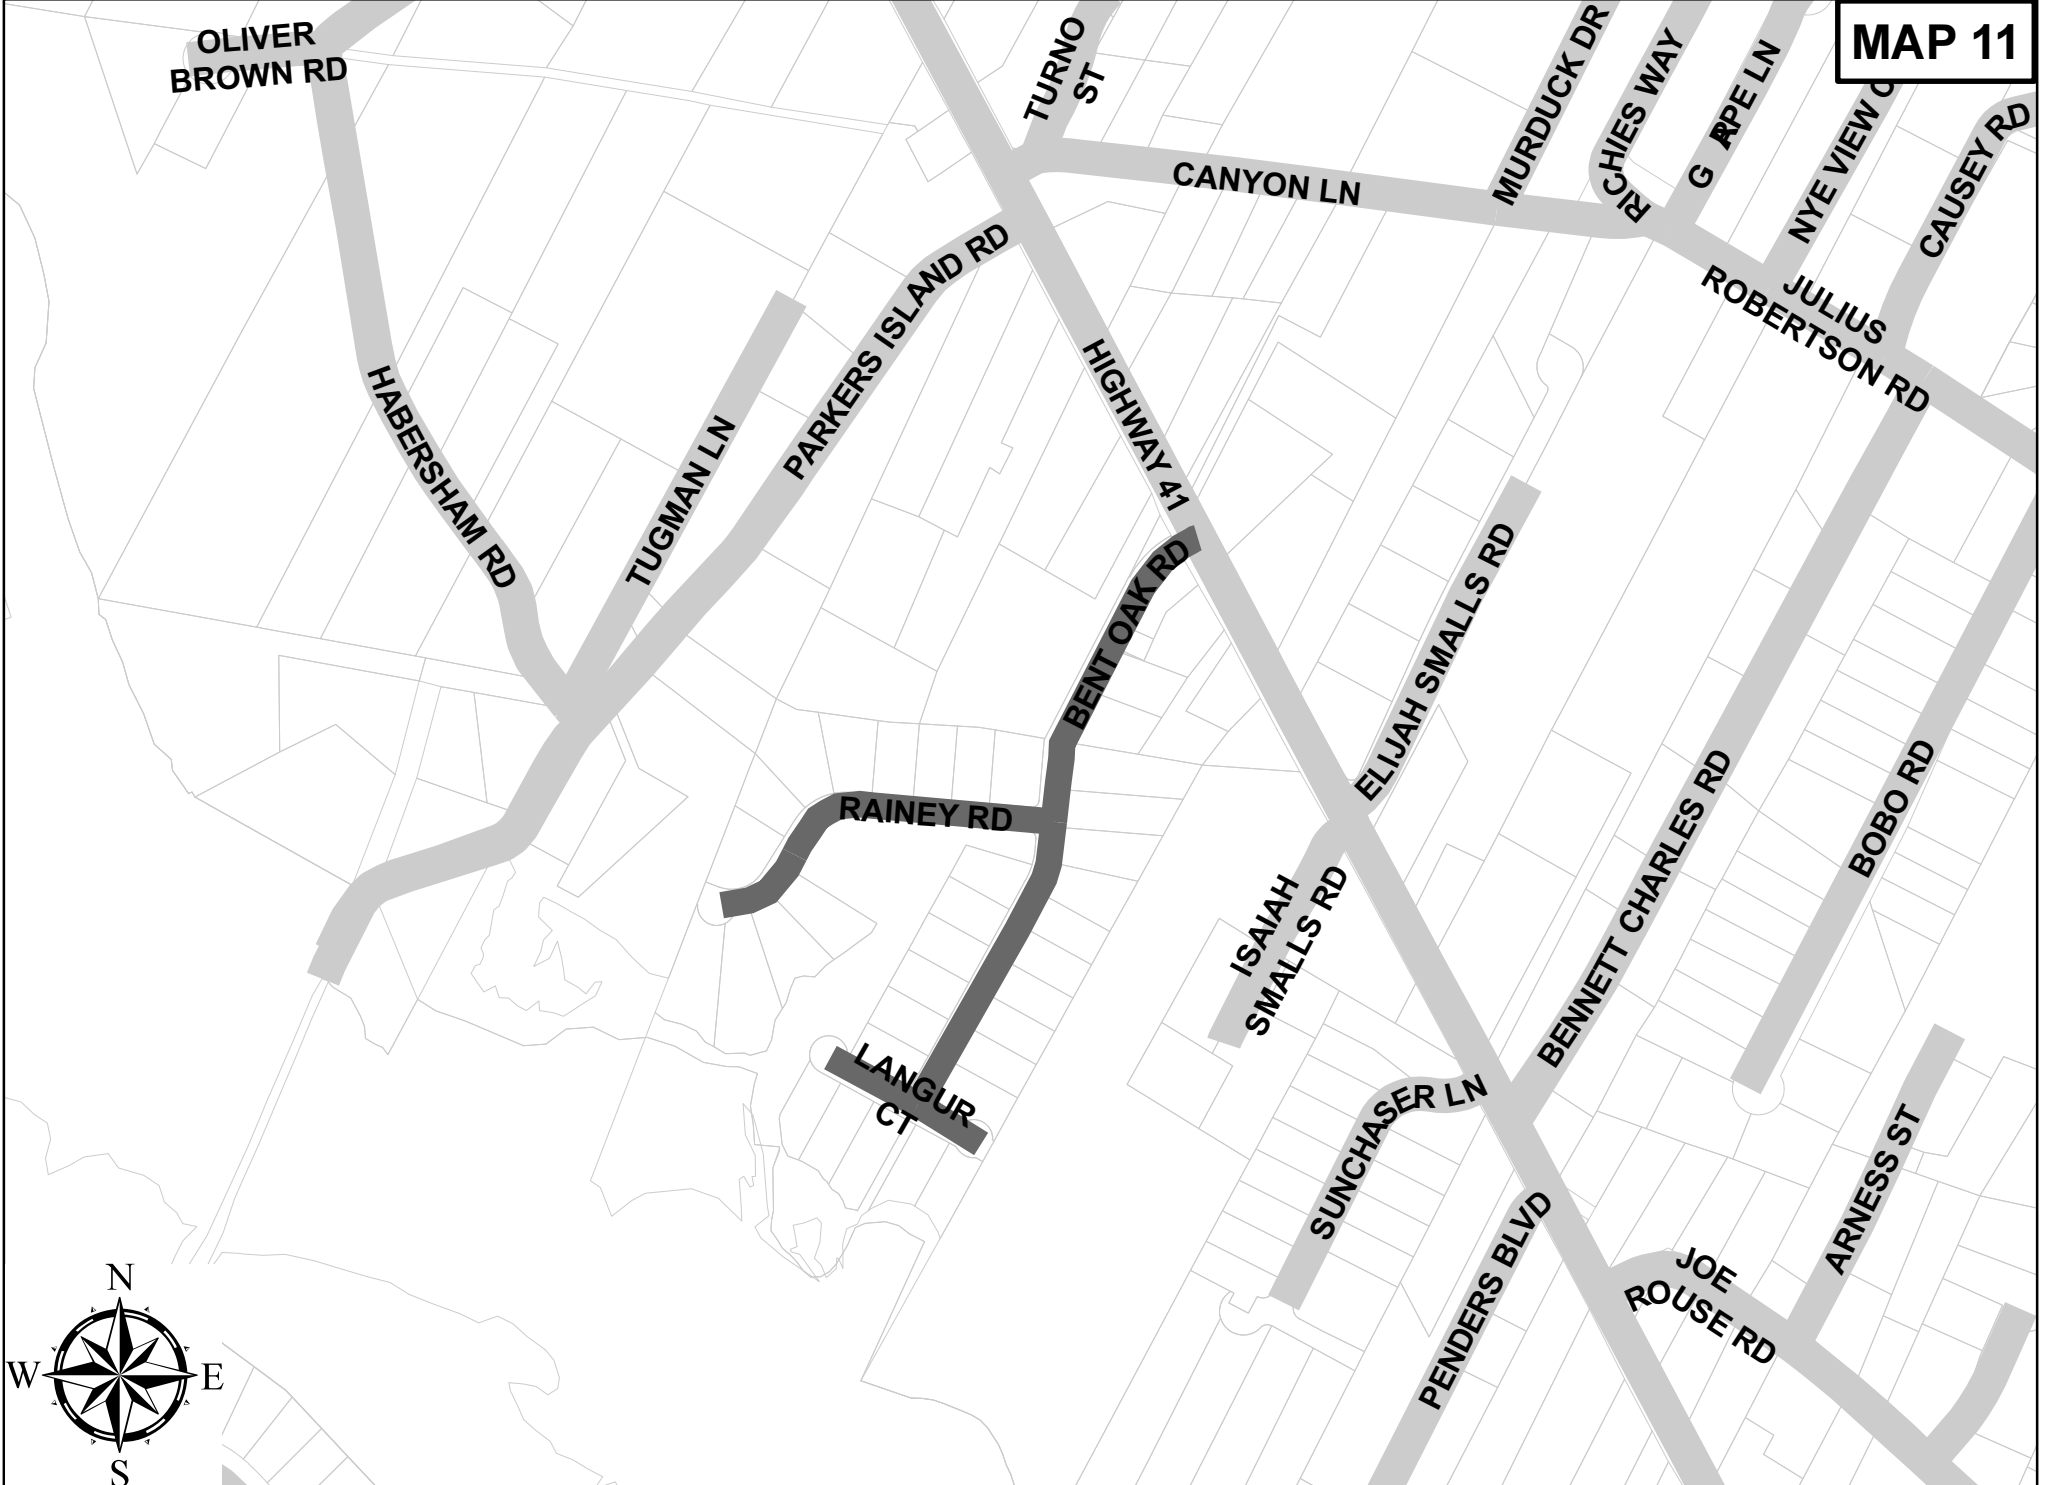 MAP 11
OLIVER
BROWN RD
TURNO
ST
MURDUCK DR
RICHIES WAY
GRAPE LN
NYE VIEW C
CAUSEY RD
CANYON LN
PARKERS ISLAND RD
JULIUS
ROBERTSON RD
HABERSHAM RD
TUGMAN LN
HIGHWAY 41
BENT OAK RD
ELIJAH SMALLS RD
RAINEY RD
BENNETT CHARLES RD
BOBO RD
ISAIAH
SMALLS RD
LANGUR
CT
SUNCHASER LN
ARNESS ST
PENDERS BLVD
JOE
ROUSE RD
N
W E
S